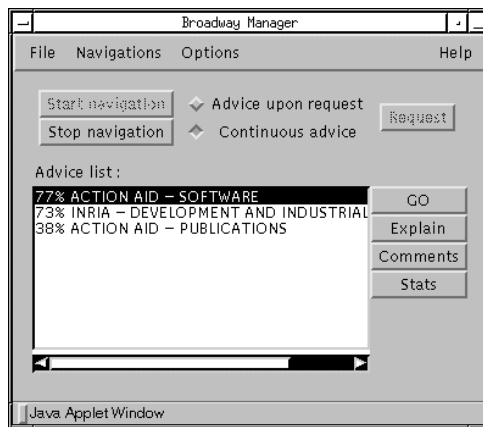 Broadway Manager
File Navigations Options Help
Start navigation
Advice upon request
Request
Stop navigation
Continuous advice
Advice list :
77% ACTION AID – SOFTWARE
73% INRIA – DEVELOPMENT AND INDUSTRIAL
38% ACTION AID – PUBLICATIONS
GO
Explain
Comments
Stats
Java Applet Window